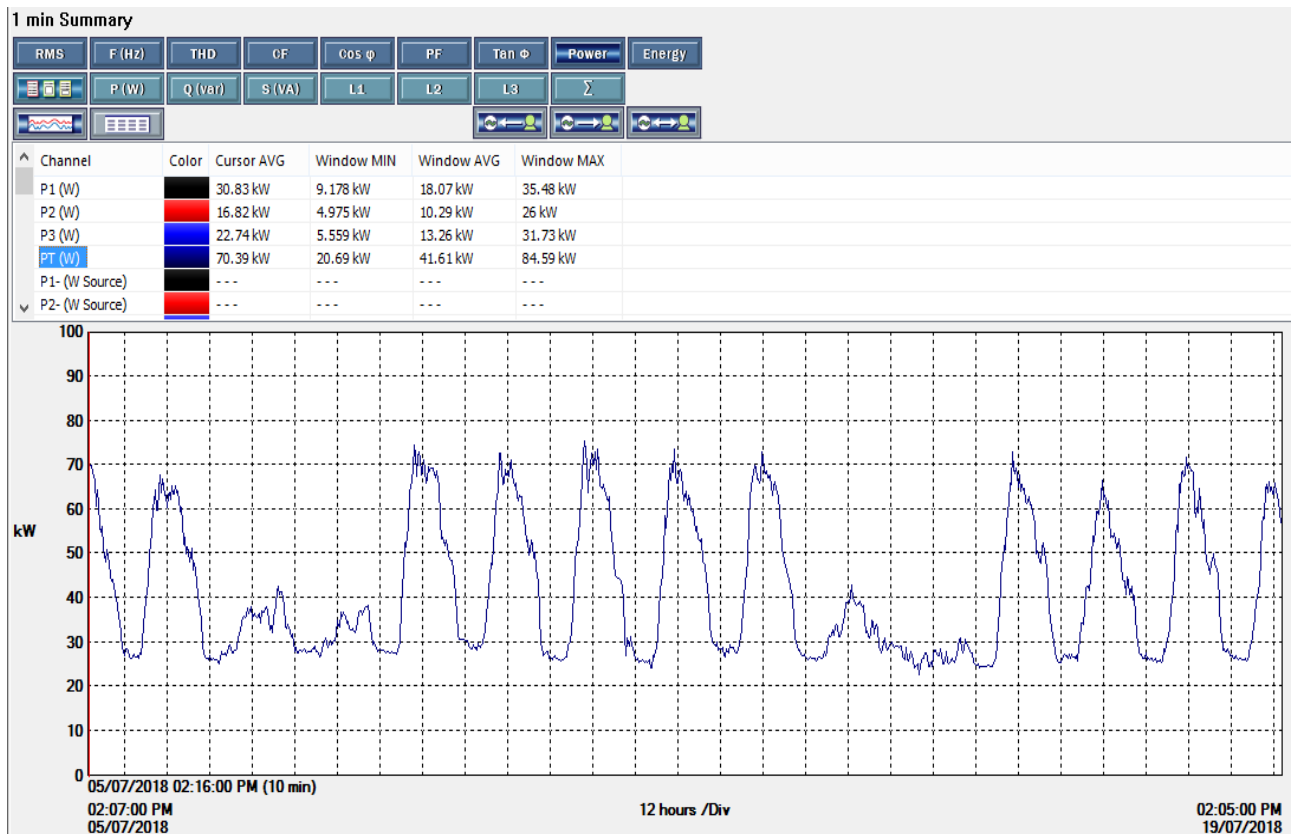 1 min Summary
RMS F (Hz) THD CF Cos φ PF Tan Φ Power Energy
P (W) Q (var) S (VA) L1 L2 L3 Σ
Channel Color Cursor AVG Window MIN Window AVG Window MAX
P1 (W) 30.83 kW 9.178 kW 18.07 kW 35.48 kW
P2 (W) 16.82 kW 4.975 kW 10.29 kW 26 kW
P3 (W) 22.74 kW 5.559 kW 13.26 kW 31.73 kW
PT (W) 70.39 kW 20.69 kW 41.61 kW 84.59 kW
P1- (W Source) - - - - - - - - - - - -
P2- (W Source) - - - - - - - - - - - -
100
90
80
70
60
kW
50
40
30
20
10
0
05/07/2018 02:16:00 PM (10 min)
02:07:00 PM 12 hours /Div 02:05:00 PM
05/07/2018 19/07/2018